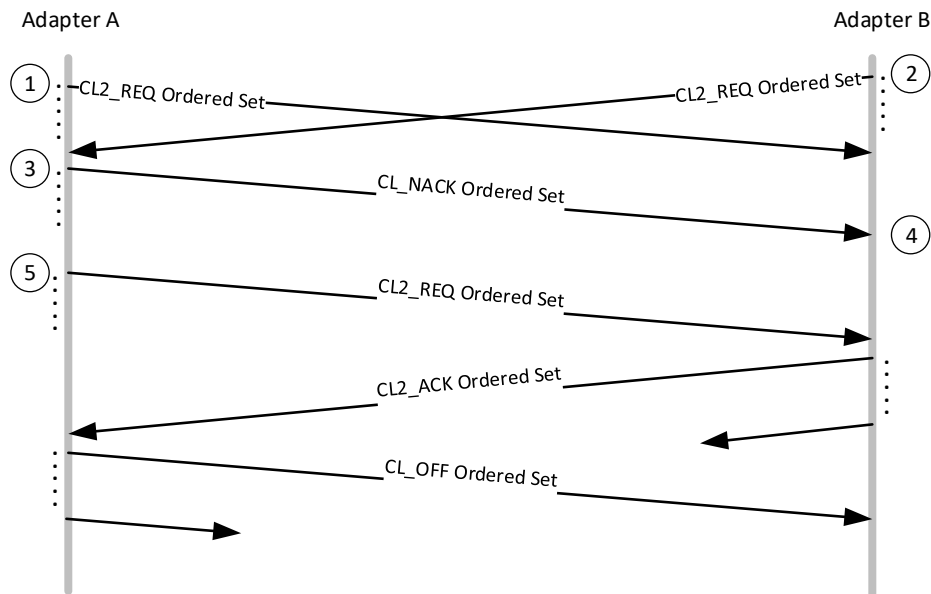 Adapter A
Adapter B
1
2
CL2_REQ Ordered Set
CL2_REQ Ordered Set
3
CL_NACK Ordered Set
4
5
CL2_REQ Ordered Set
CL2_ACK Ordered Set
CL_OFF Ordered Set